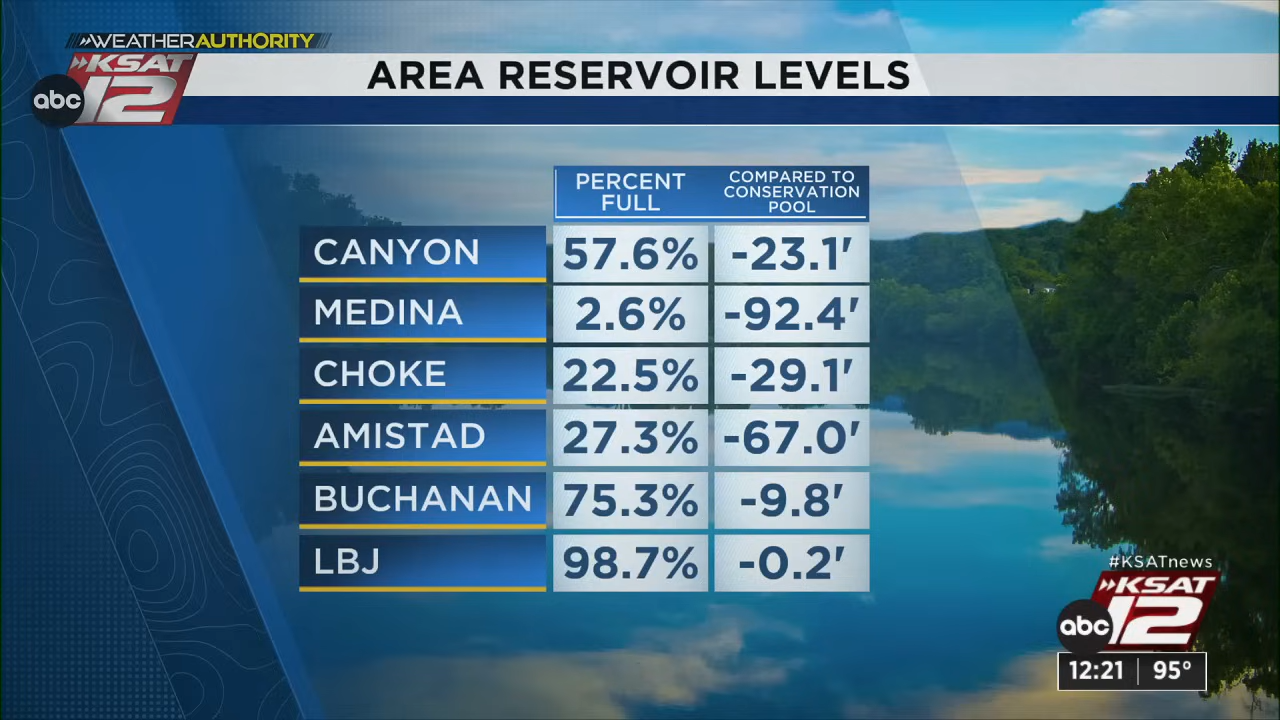 WEATHERAUTHORITY
KSAT
abc 12
AREA RESERVOIR LEVELS
PERCENT FULL COMPARED TO CONSERVATION POOL
CANYON 57.6% -23.1'
MEDINA 2.6% -92.4'
CHOKE 22.5% -29.1'
AMISTAD 27.3% -67.0'
BUCHANAN 75.3% -9.8'
LBJ 98.7% -0.2'
#KSATnews
KSAT
abc 12
12:21 95°